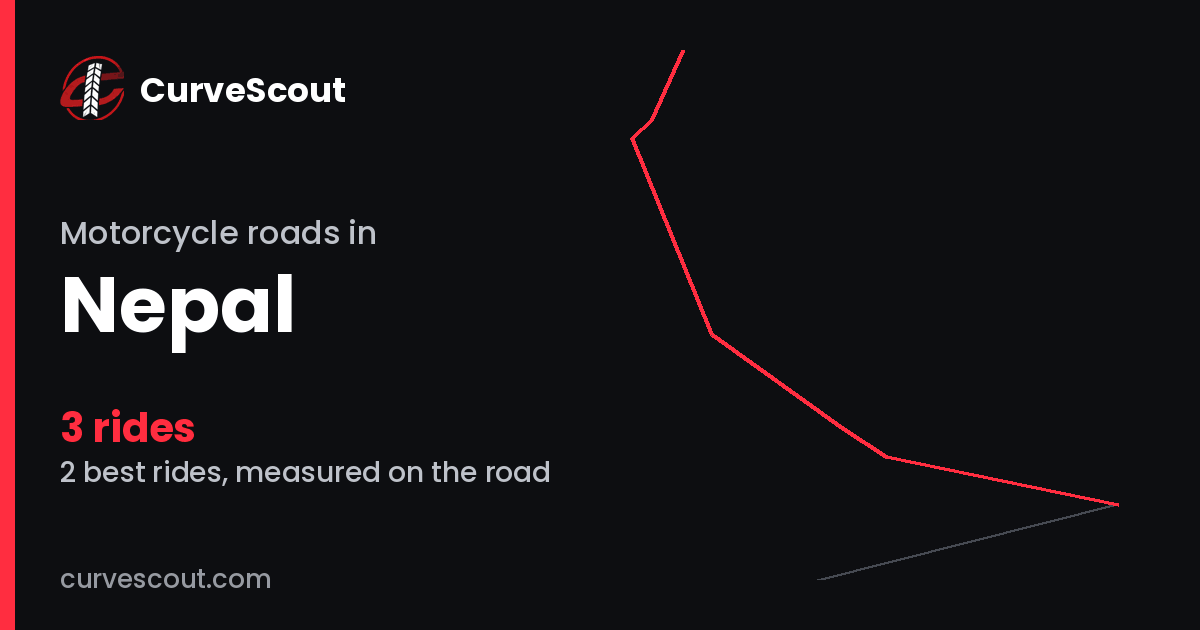 CurveScout
Motorcycle roads in
Nepal
3 rides
2 best rides, measured on the road
curvescout.com